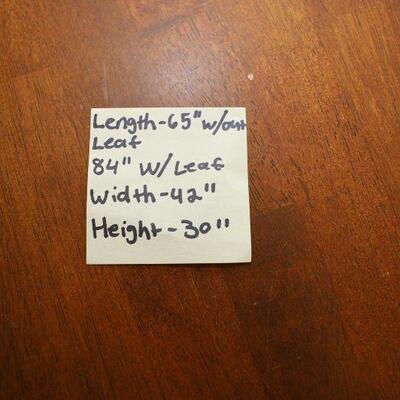 Length-65" w/out
Leaf
84" w/Leaf
Width-42"
Height-30"